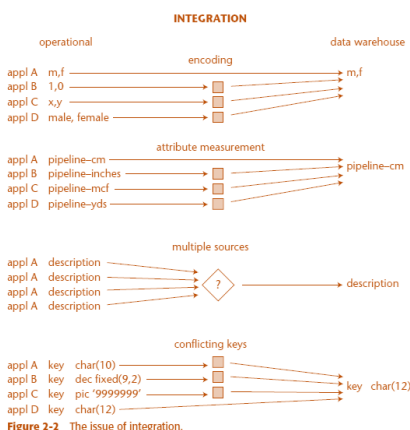 INTEGRATION
operational data warehouse
encoding
appl A m,f m,f
appl B 1,0
appl C x,y
appl D male, female
attribute measurement
appl A pipeline–cm pipeline–cm
appl B pipeline–inches
appl C pipeline–mcf
appl D pipeline–yds
multiple sources
appl A description
appl A description
? description
appl A description
appl A description
conflicting keys
appl A key char(10)
appl B key dec fixed(9,2)
key char(12)
appl C key pic ‘9999999’
appl D key char(12)
Figure 2-2 The issue of integration.